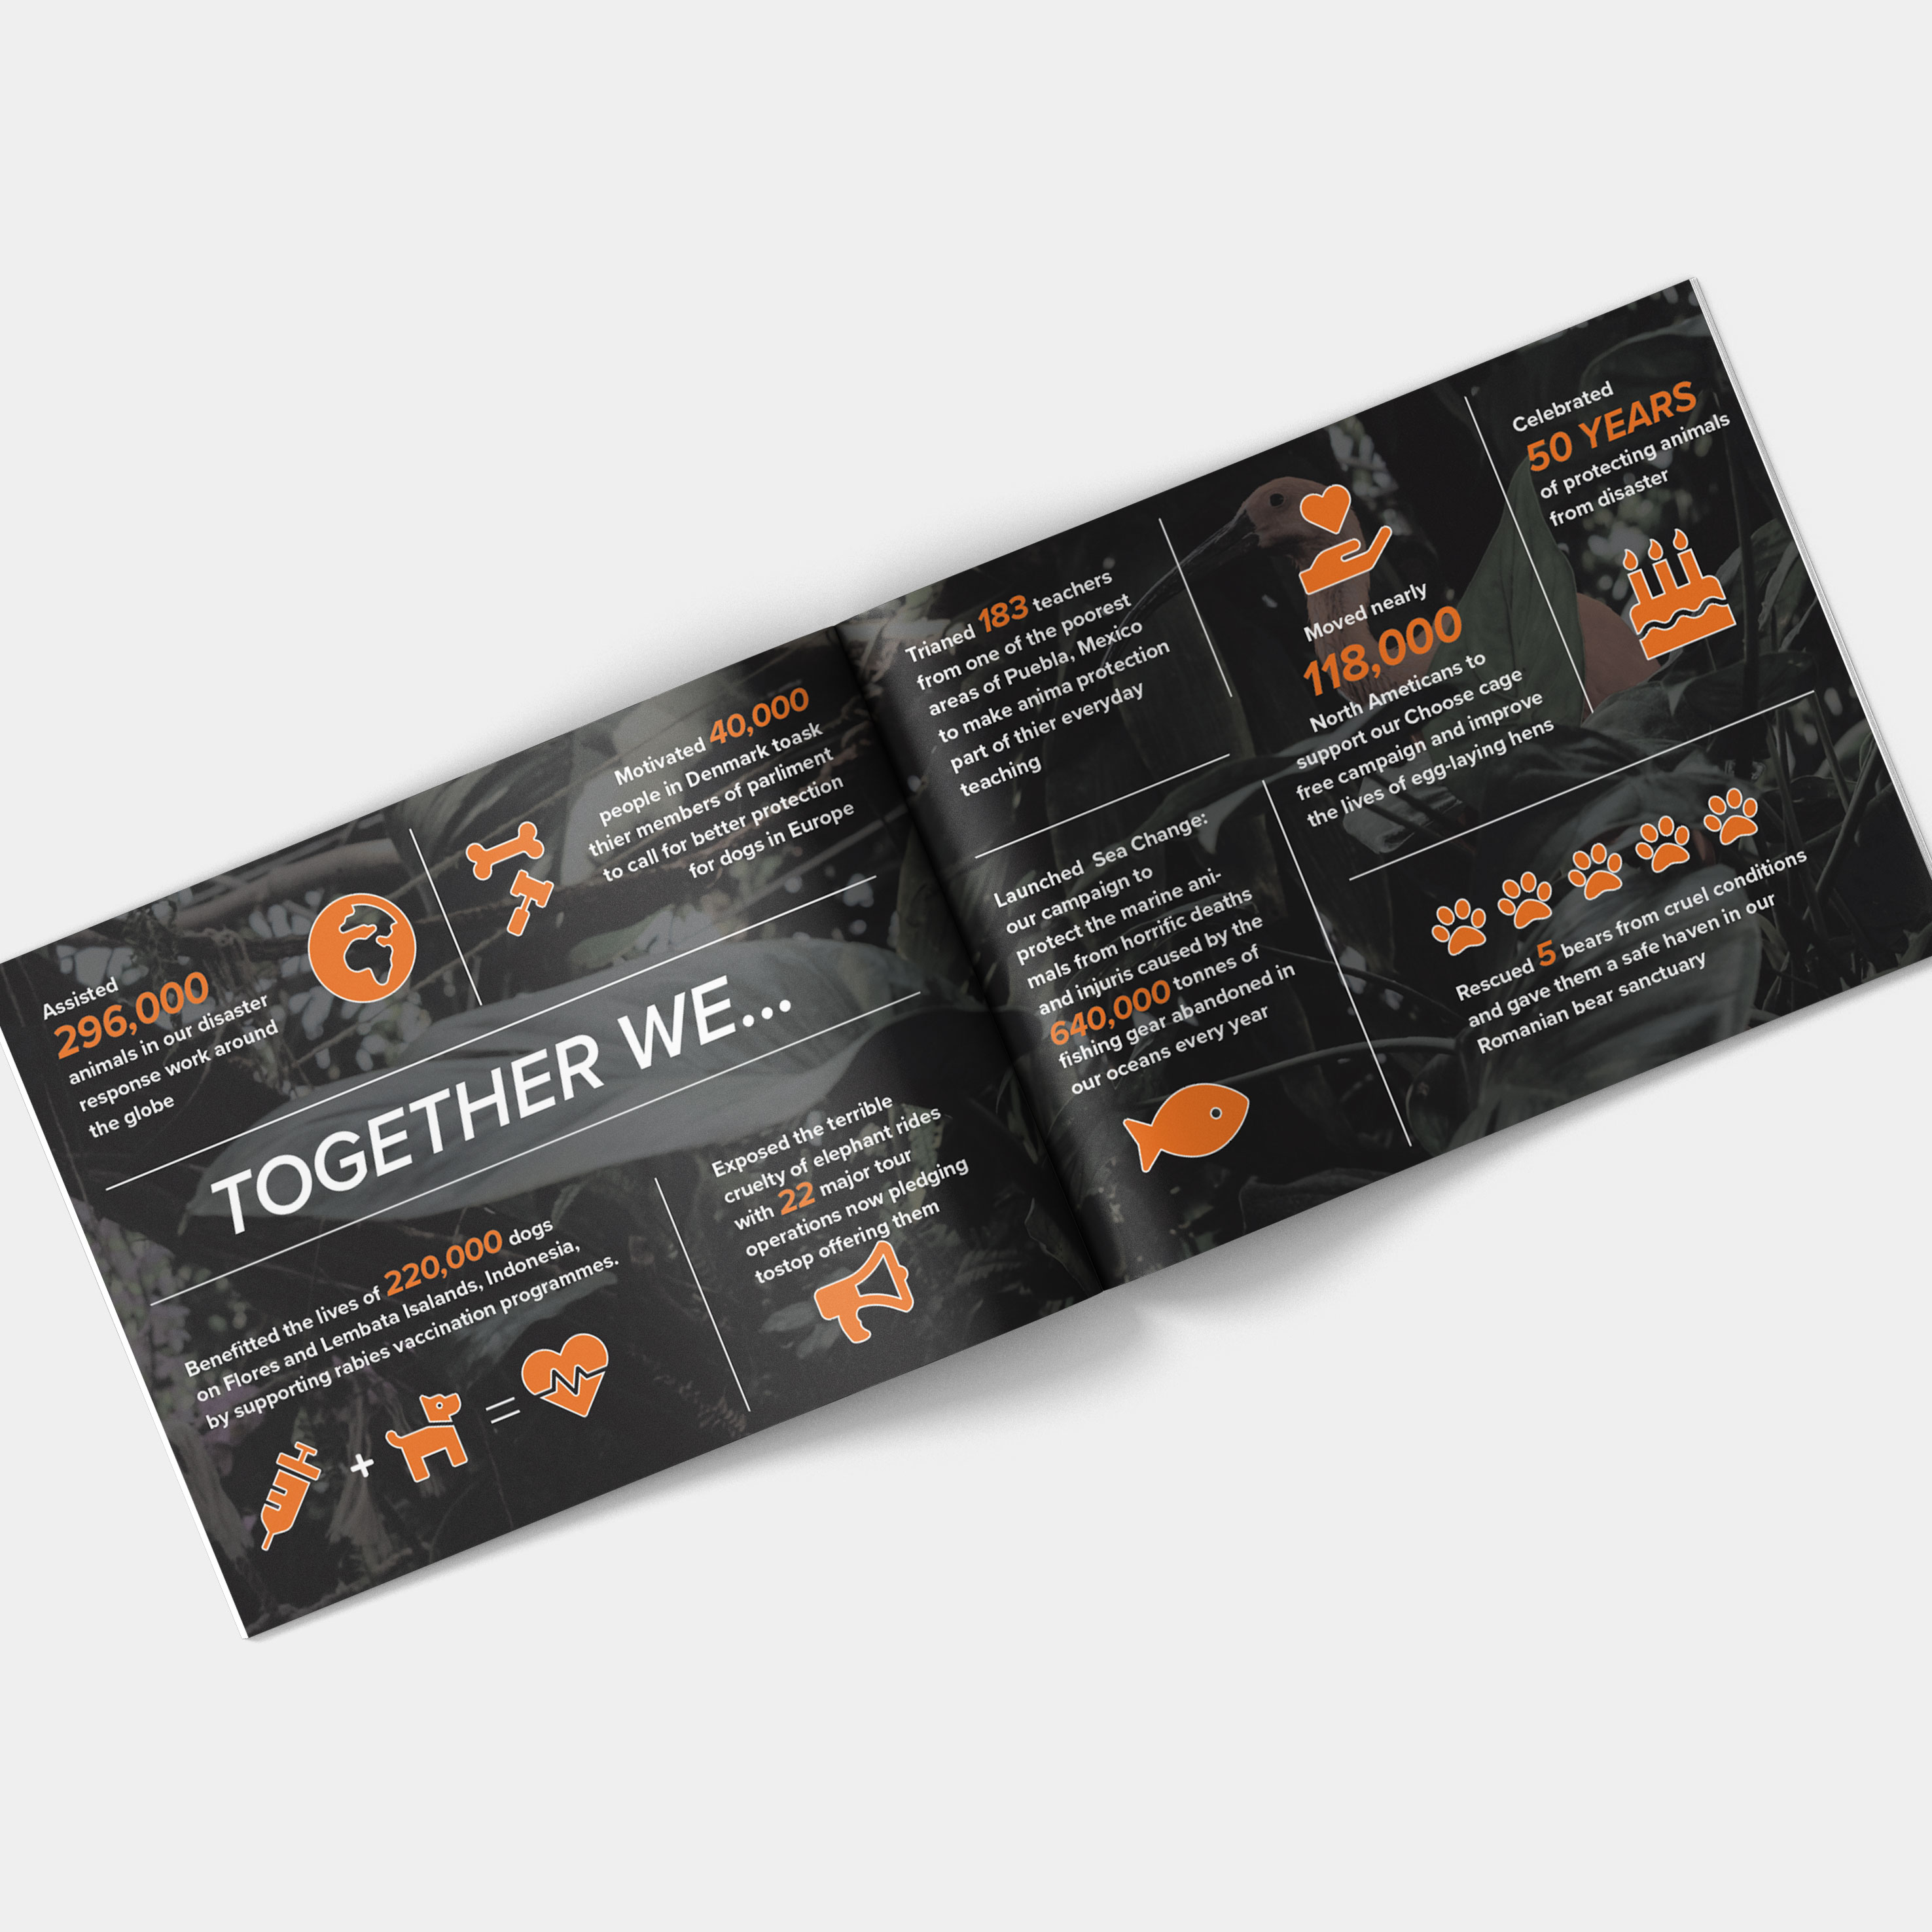 Assisted
296,000
animals in our disaster
response work around
the globe
Motivated 40,000
people in Denmark toask
thier members of parliment
to call for better protection
for dogs in Europe
TOGETHER WE...
Benefitted the lives of 220,000 dogs
on Flores and Lembata Isalands, Indonesia,
by supporting rabies vaccination programmes.
+
=
Exposed the terrible
cruelty of elephant rides
with 22 major tour
operations now pledging
tostop offering them
Trianed 183 teachers
from one of the poorest
areas of Puebla, Mexico
to make anima protection
part of thier everyday
teaching
Moved nearly
118,000
North Ameticans to
support our Choose cage
free campaign and improve
the lives of egg-laying hens
Celebrated
50 YEARS
of protecting animals
from disaster
Launched Sea Change:
our campaign to
protect the marine ani-
mals from horrific deaths
and injuris caused by the
640,000 tonnes of
fishing gear abandoned in
our oceans every year
Rescued 5 bears from cruel conditions
and gave them a safe haven in our
Romanian bear sanctuary